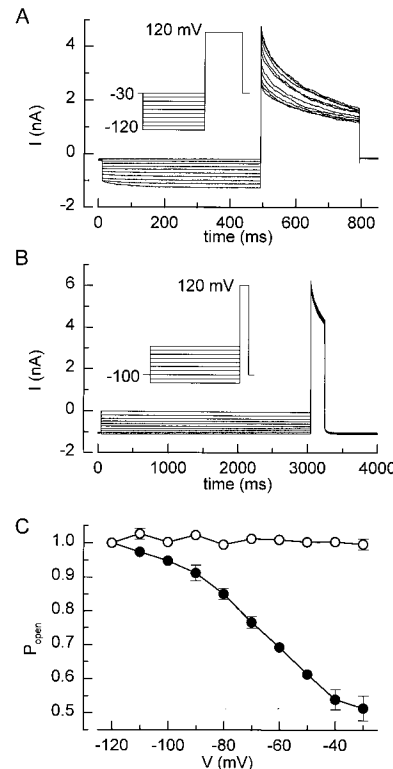 A
I (nA)
4
2
0
-2
120 mV
-30
-120
0 200 400 600 800
time (ms)
B
I (nA)
6
4
2
0
-2
120 mV
-100
0 1000 2000 3000 4000
time (ms)
C
Popen
1.0
0.9
0.8
0.7
0.6
0.5
-120 -100 -80 -60 -40
V (mV)